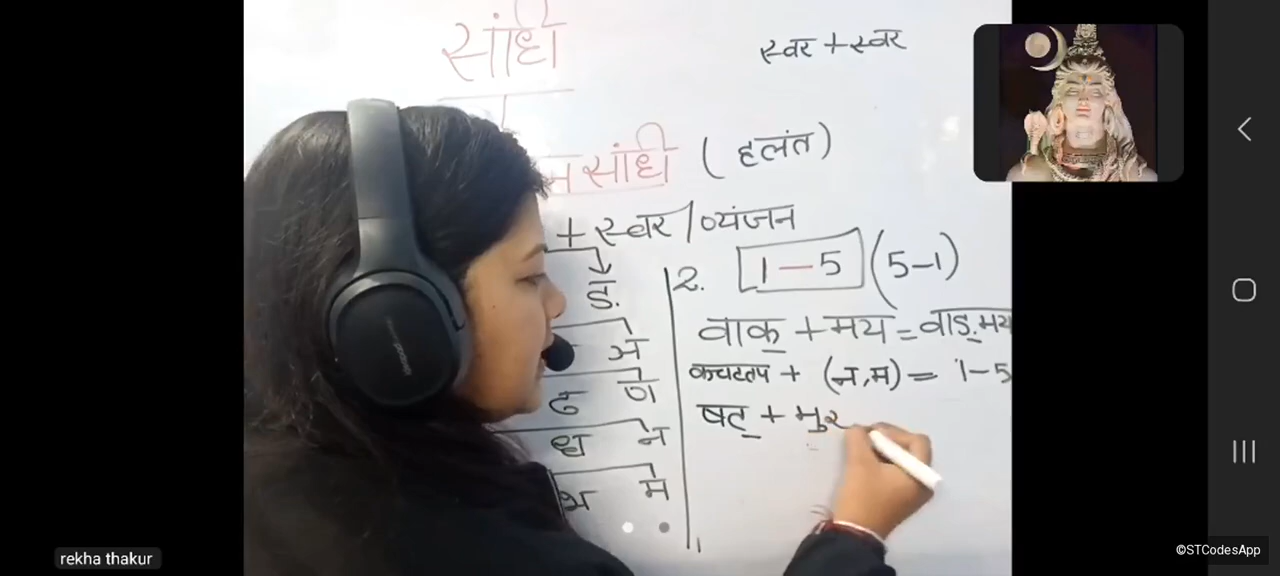 सांधी
स्वर + स्वर
सांधी ( हलंत )
+ स्वर / व्यंजन
ङ
ञ
ढ ण
ध न
भ म
2. 1 – 5 (5-1)
वाक् + मय = वाङ्मय
कचटतप + (न, म) = 1-5
षट् + मु
rekha thakur
©STCodesApp